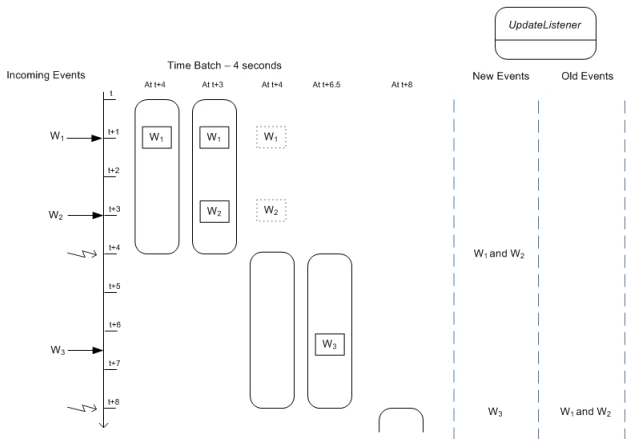 UpdateListener
Time Batch – 4 seconds
Incoming Events
New Events
Old Events
At t+4
At t+3
At t+4
At t+6.5
At t+8
t
W1
t+1
W1
W1
W1
t+2
W2
t+3
W2
W2
t+4
W1 and W2
t+5
t+6
W3
W3
t+7
t+8
W3
W1 and W2